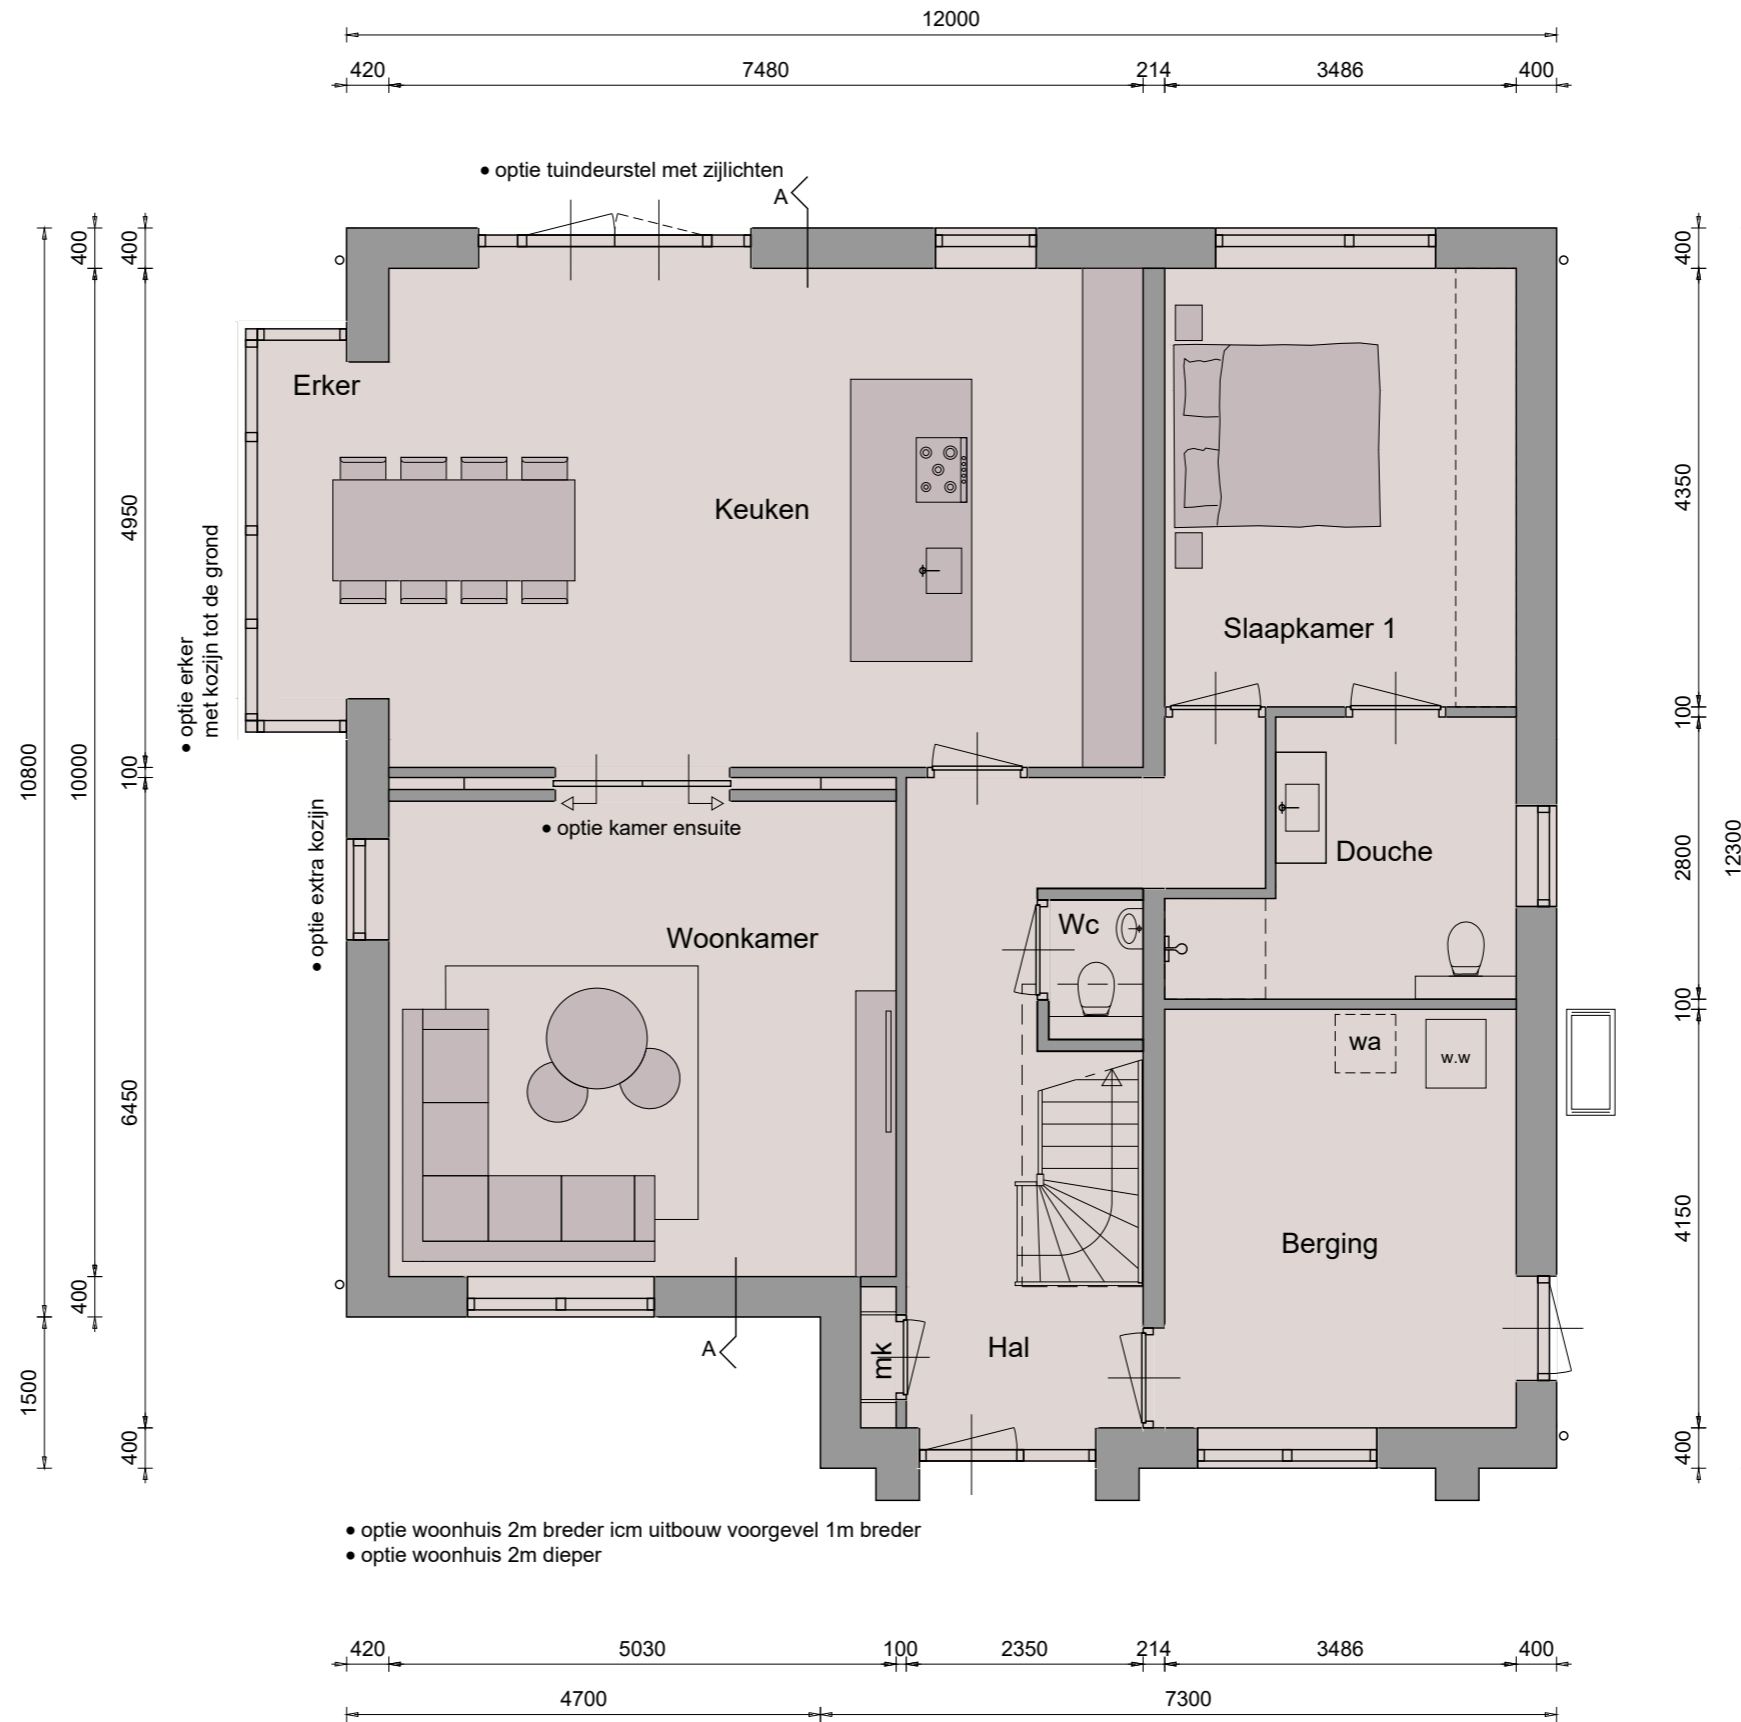 12000
420 7480 214 3486 400
• optie tuindeurstel met zijlichten
A
400
400
400
Erker
Keuken
Slaapkamer 1
4950
4350
• optie erker
met kozijn tot de grond
10800
10000
100
100
• optie kamer ensuite
• optie extra kozijn
Woonkamer
Wc
Douche
2800
12300
100
wa
w.w
6450
4150
Berging
400
A
mk
Hal
1500
400
400
• optie woonhuis 2m breder icm uitbouw voorgevel 1m breder
• optie woonhuis 2m dieper
420 5030 100 2350 214 3486 400
4700 7300